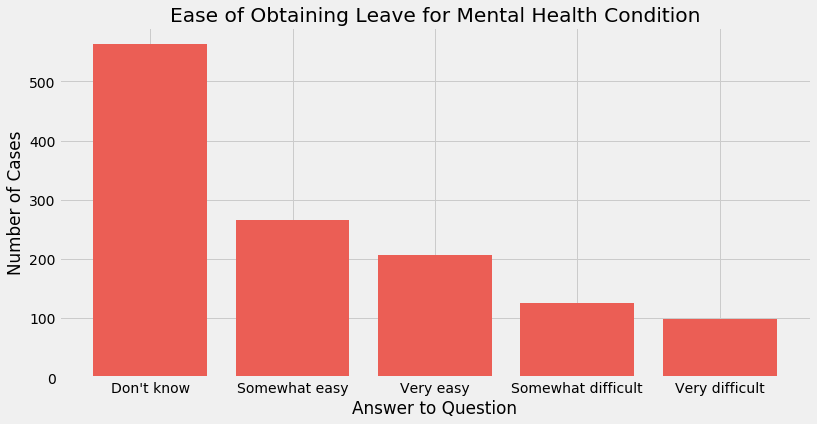 Ease of Obtaining Leave for Mental Health Condition
Number of Cases
500
400
300
200
100
0
Don't know Somewhat easy Very easy Somewhat difficult Very difficult
Answer to Question